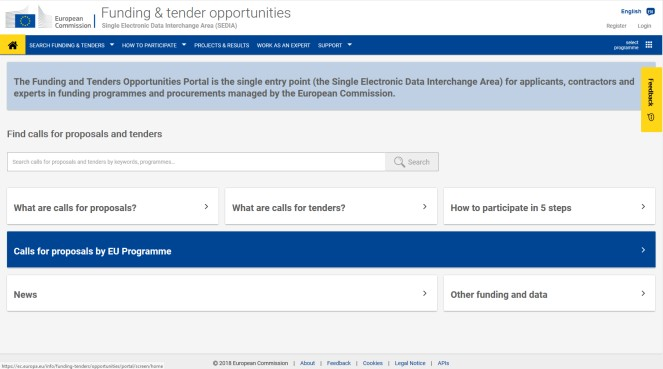 European
Commission
Funding & tender opportunities
Single Electronic Data Interchange Area (SEDIA)
English en
Register Login
SEARCH FUNDING & TENDERS HOW TO PARTICIPATE PROJECTS & RESULTS WORK AS AN EXPERT SUPPORT
select
programme
The Funding and Tenders Opportunities Portal is the single entry point (the Single Electronic Data Interchange Area) for applicants, contractors and
experts in funding programmes and procurements managed by the European Commission.
Feedback
Find calls for proposals and tenders
Search calls for proposals and tenders by keywords, programmes...
Search
What are calls for proposals?
What are calls for tenders?
How to participate in 5 steps
Calls for proposals by EU Programme
News
Other funding and data
© 2018 European Commission | About | Feedback | Cookies | Legal Notice | APIs
https://ec.europa.eu/info/funding-tenders/opportunities/portal/screen/home